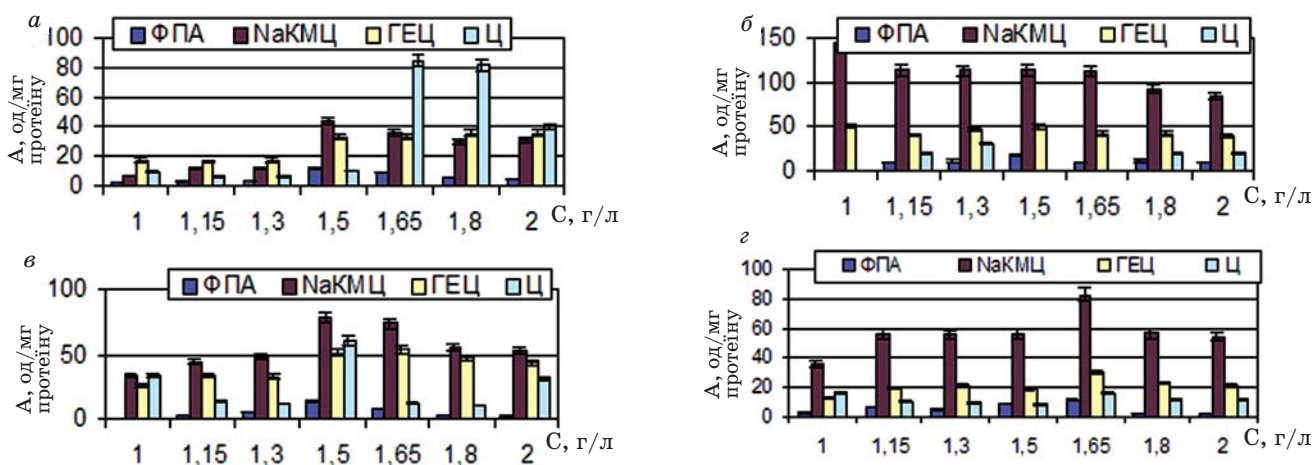 а
ФПА NaКМЦ ГЕЦ Ц
А, од/мг
протеїну
100
80
60
40
20
0
1 1,15 1,3 1,5 1,65 1,8 2 С, г/л
б
ФПА NaКМЦ ГЕЦ Ц
А, од/мг
протеїну
150
100
50
0
1 1,15 1,3 1,5 1,65 1,8 2 С, г/л
в
ФПА NaКМЦ ГЕЦ Ц
А, од/мг
протеїну
100
50
0
1 1,15 1,3 1,5 1,65 1,8 2 С, г/л
г
ФПА NaКМЦ ГЕЦ Ц
А, од/мг
протеїну
100
80
60
40
20
0
1 1,15 1,3 1,5 1,65 1,8 2 С, г/л